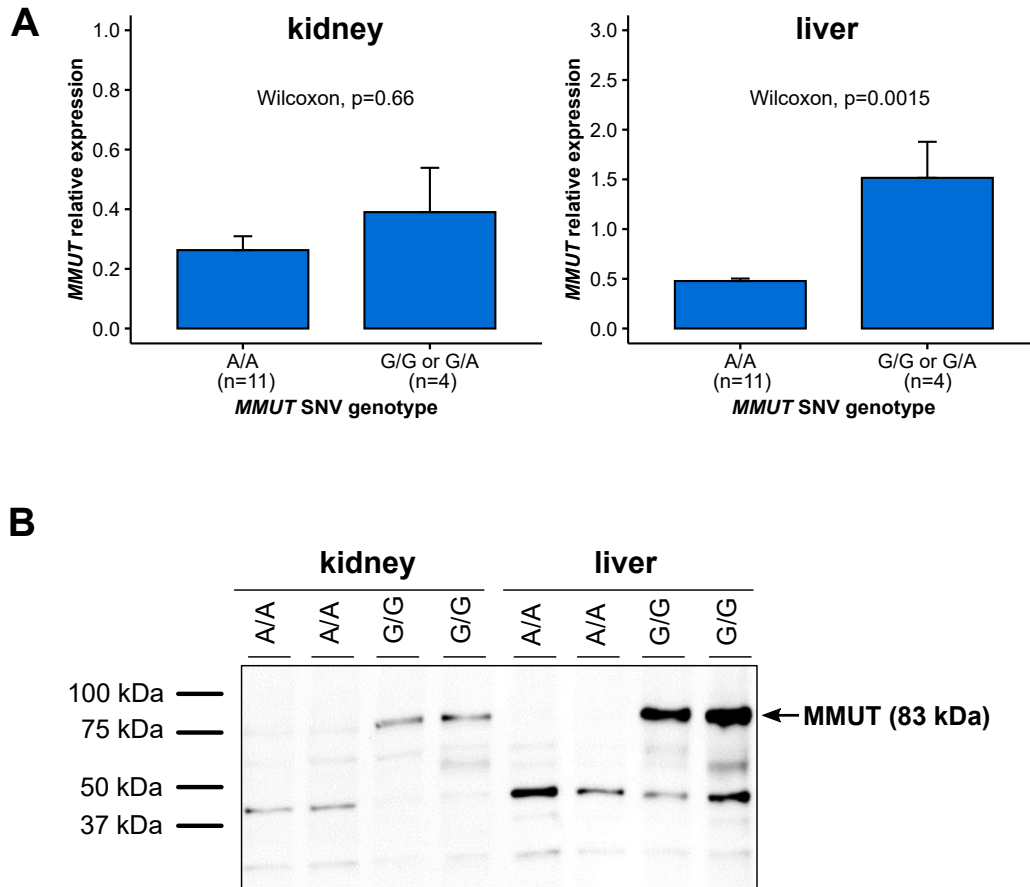 A
kidney
liver
MMUT relative expression
1.0
0.8
0.6
0.4
0.2
0.0
Wilcoxon, p=0.66
A/A
(n=11)
G/G or G/A
(n=4)
MMUT SNV genotype
MMUT relative expression
3.0
2.5
2.0
1.5
1.0
0.5
0.0
Wilcoxon, p=0.0015
A/A
(n=11)
G/G or G/A
(n=4)
MMUT SNV genotype
B
kidney
liver
A/A
A/A
G/G
G/G
A/A
A/A
G/G
G/G
100 kDa
75 kDa
50 kDa
37 kDa
MMUT (83 kDa)